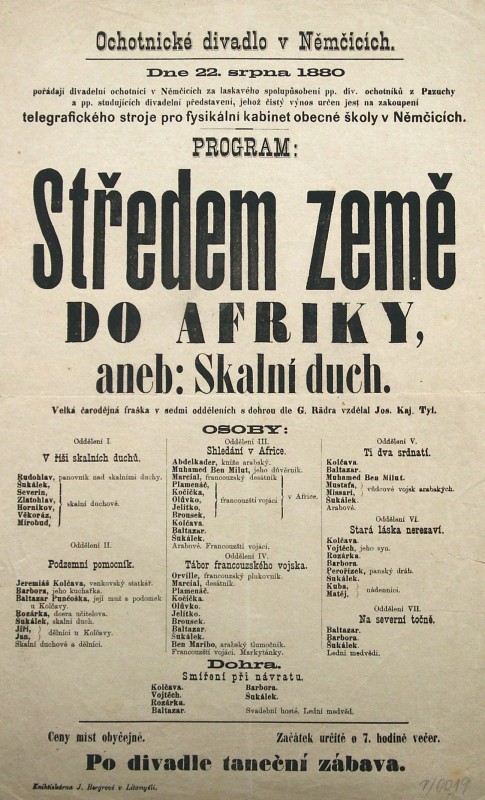 Ochotnické divadlo v Němčicích.
Dne 22. srpna 1880
pořádají divadelní ochotníci v Němčicích za laskavého spolupůsobení pp. div. ochotníků z Pazuchy
a pp. studujících divadelní představení, jehož čistý výnos určen jest na zakoupení
telegrafického stroje pro fysikální kabinet obecné školy v Němčicích.
PROGRAM:
Středem země
DO AFRIKY,
aneb: Skalní duch.
Velká čarodějná fraška v sedmi odděleních s dohrou dle G. Rädra vzdělal Jos. Kaj. Tyl.
OSOBY:
Oddělení I.
V říši skalních duchů.
Rudohlav, panovník nad skalními duchy.
Šukálek,
Severin,
Zlatohlav,
Horníkov,
Věkoráz,
Mirobud,
skalní duchové.
Oddělení II.
Podzemní pomocník.
Jeremiáš Kolčava, venkovský statkář.
Barbora, jeho kuchařka.
Baltazar Punčoška, její muž a podomek
u Kolčavy.
Rozárka, dcera učitelova.
Šukálek, skalní duch.
Jiří,
Jan,
dělníci u Kolčavy.
Skalní duchové a dělníci.
Oddělení III.
Shledání v Africe.
Abdelkader, kníže arabský.
Muhamed Ben Milut, jeho důvěrník.
Marcial, francouzský desátník
Plamenáč,
Kočička,
Olůvko,
Jelítko,
Brousek,
francouzští vojáci
v Africe.
Kolčava.
Baltazar.
Šukálek.
Arabové. Francouzští vojáci.
Oddělení IV.
Tábor francouzského vojska.
Orville, francouzský plukovník.
Marcial, desátník.
Plamenáč.
Kočička.
Olůvko.
Jelítko.
Brousek.
Baltazar.
Šukálek.
Ben Maribo, arabský tlumočník.
Francouzští vojáci. Markytánky.
Oddělení V.
Ti dva srdnatí.
Kolčava.
Baltazar.
Muhamed Ben Milut.
Mustafa,
Missari,
vůdcové vojsk arabských.
Šukálek.
Arabové.
Oddělení VI.
Stará láska nerezaví.
Kolčava.
Vojtěch, jeho syn.
Rozárka.
Barbora.
Perořízek, panský dráb.
Šukálek.
Kuba,
Matěj,
nádenníci.
Oddělení VII.
Na severní točně.
Baltazar.
Barbora.
Šukálek.
Lední medvědi.
Dohra.
Smíření při návratu.
Kolčava.
Vojtěch.
Rozárka.
Baltazar.
Barbora.
Šukálek.
Svadební hosté. Lední medvěd.
Ceny míst obyčejné.
Začátek určitě o 7. hodině večer.
Po divadle taneční zábava.
Knihtiskárna J. Bergrové v Litomyšli.